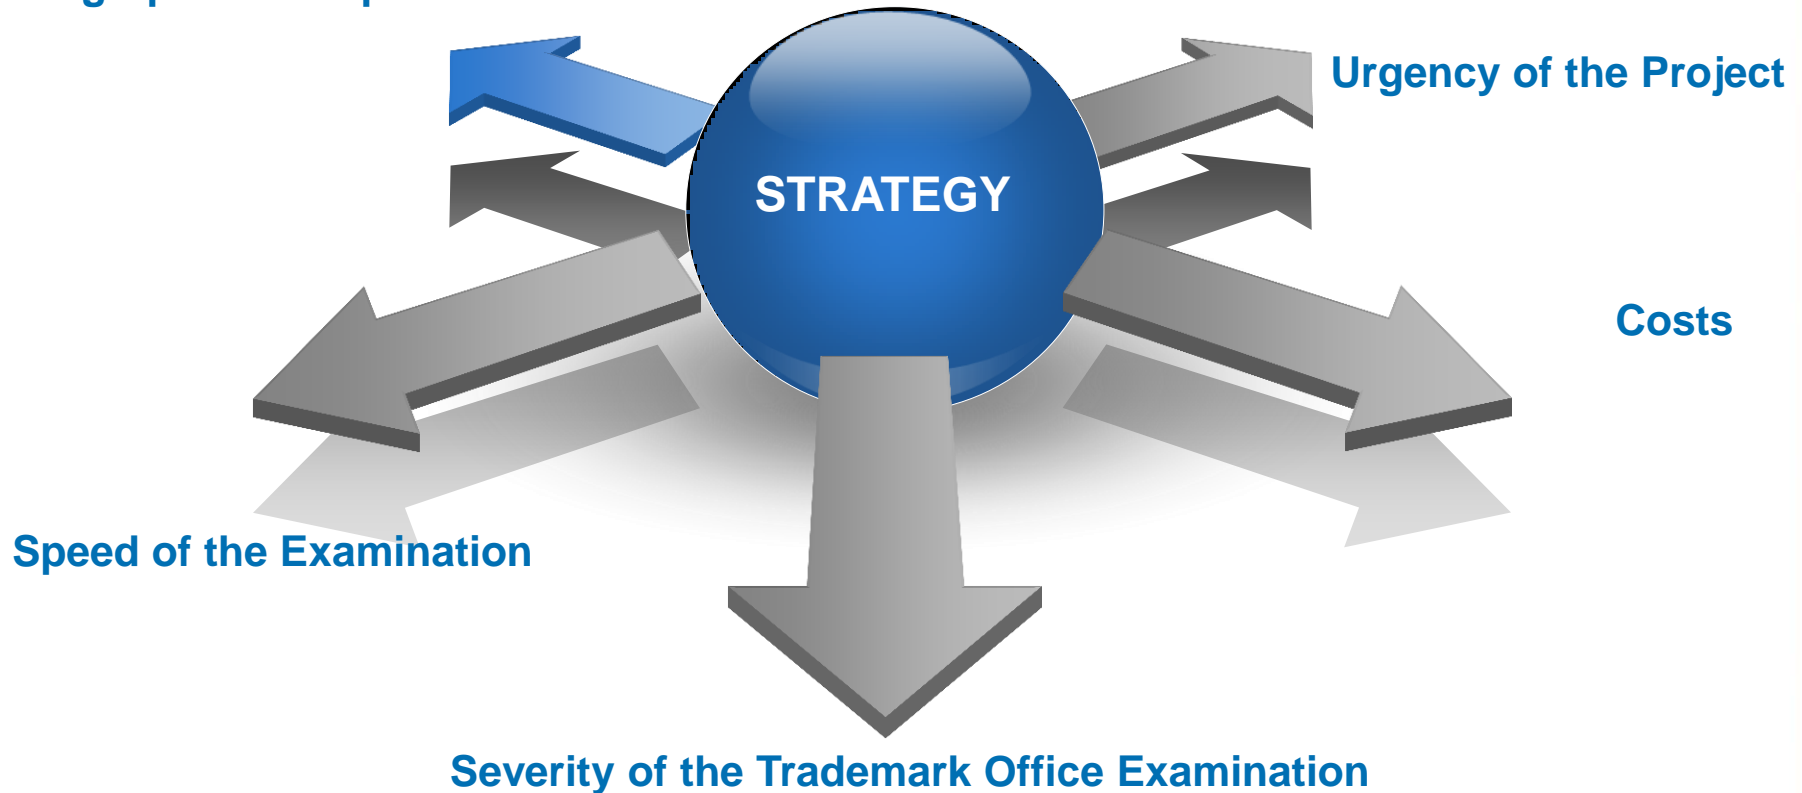 Urgency of the Project
STRATEGY
Costs
Speed of the Examination
Severity of the Trademark Office Examination